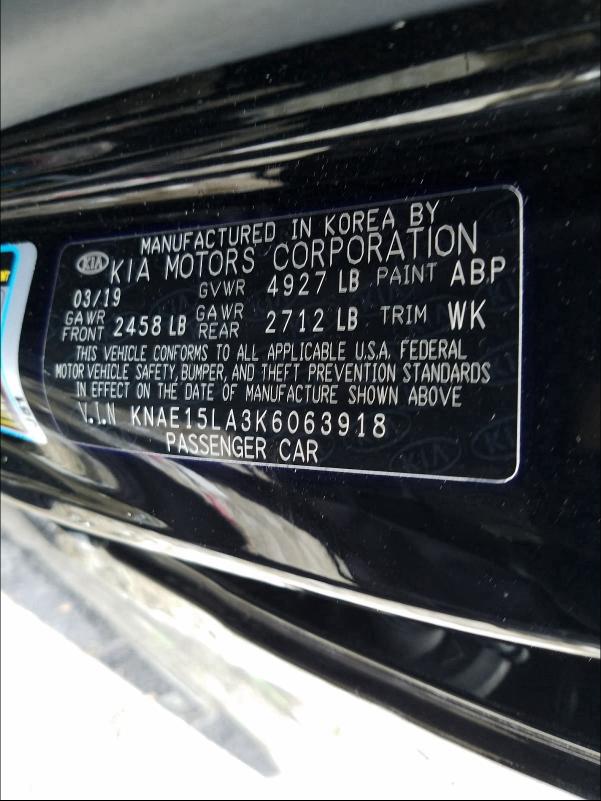 MANUFACTURED IN KOREA BY
KIA KIA MOTORS CORPORATION
03/19 GVWR 4927 LB PAINT ABP
GAWR FRONT 2458 LB GAWR REAR 2712 LB TRIM WK
THIS VEHICLE CONFORMS TO ALL APPLICABLE U.S.A. FEDERAL
MOTOR VEHICLE SAFETY, BUMPER, AND THEFT PREVENTION STANDARDS
IN EFFECT ON THE DATE OF MANUFACTURE SHOWN ABOVE
V.I.N KNAE15LA3K6063918
PASSENGER CAR